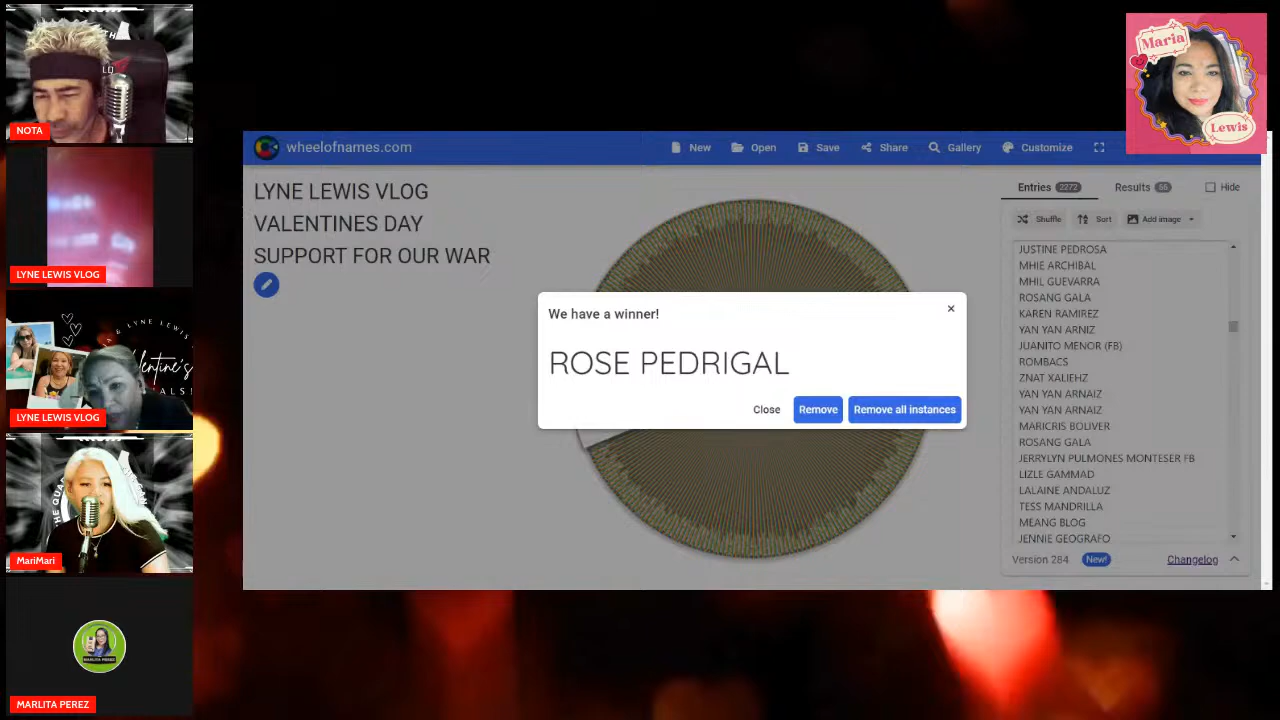 NOTA
LYNE LEWIS VLOG
LYNE LEWIS VLOG
MariMari
MARLITA PEREZ
Maria
Lewis
wheelofnames.com
New
Open
Save
Share
Gallery
Customize
LYNE LEWIS VLOG
VALENTINES DAY
SUPPORT FOR OUR WAR
We have a winner!
ROSE PEDRIGAL
Close
Remove
Remove all instances
Entries 2272
Results 56
Hide
Shuffle
Sort
Add image
JUSTINE PEDROSA
MHIE ARCHIBAL
MHIL GUEVARRA
ROSANG GALA
KAREN RAMIREZ
YAN YAN ARNIZ
JUANITO MENOR (FB)
ROMBACS
ZNAT XALIEHZ
YAN YAN ARNAIZ
YAN YAN ARNAIZ
MARICRIS BOLIVER
ROSANG GALA
JERRYLYN PULMONES MONTESER FB
LIZLE GAMMAD
LALAINE ANDALUZ
TESS MANDRILLA
MEANG BLOG
JENNIE GEOGRAFO
Version 284
New!
Changelog